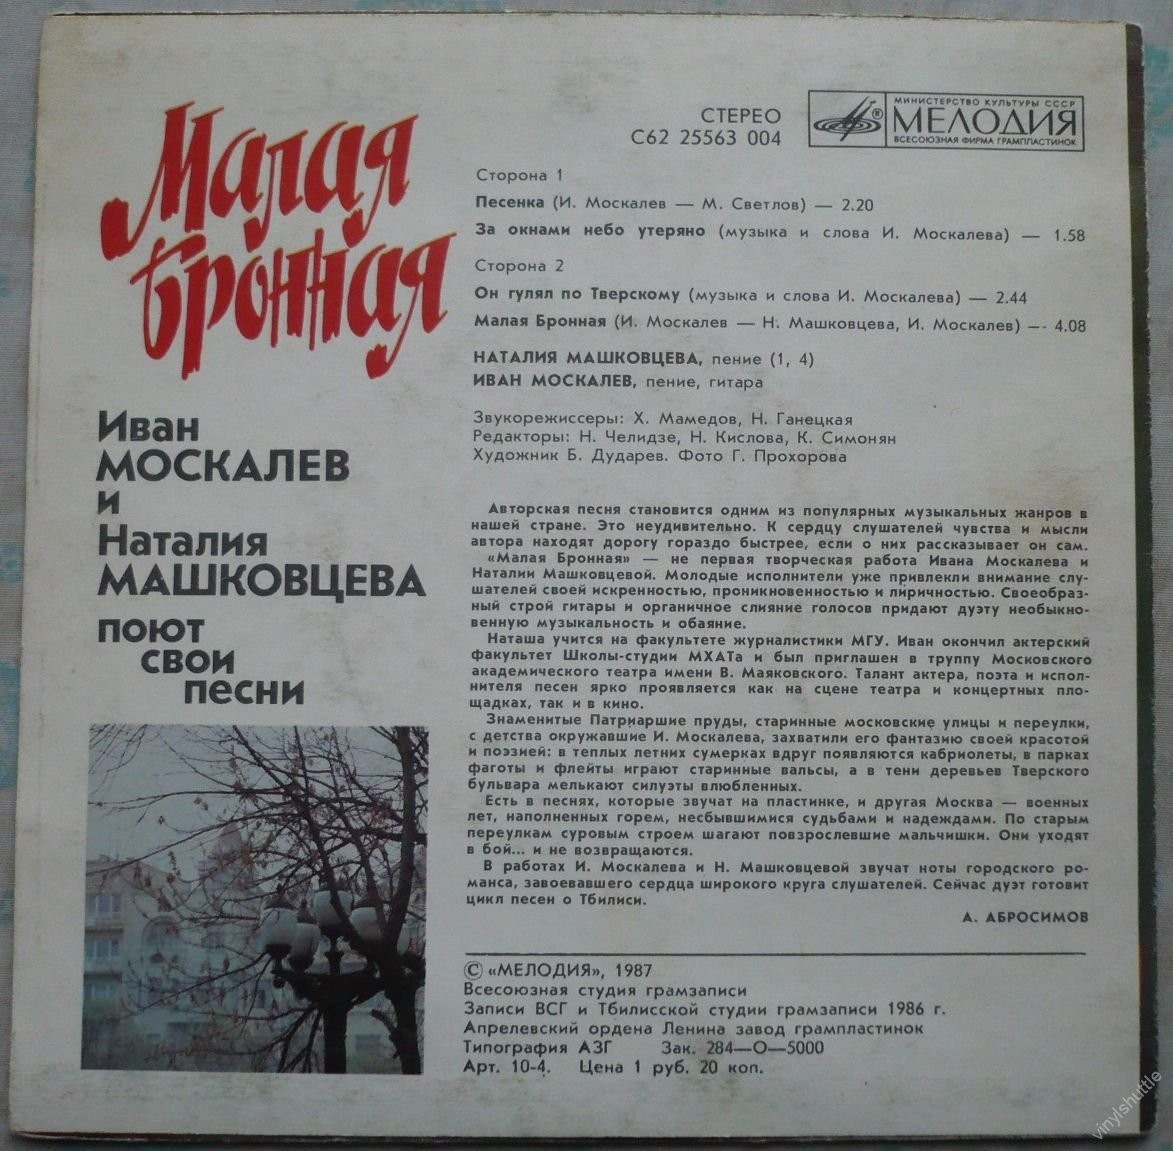 Малая
Бронная
Иван
МОСКАЛЕВ
и
Наталия
МАШКОВЦЕВА
поют
свои
песни
СТЕРЕО
С62 25563 004
МИНИСТЕРСТВО КУЛЬТУРЫ СССР
®
МЕЛОДИЯ
ВСЕСОЮЗНАЯ ФИРМА ГРАМПЛАСТИНОК
Сторона 1
Песенка (И. Москалев — М. Светлов) — 2.20
За окнами небо утеряно (музыка и слова И. Москалева) — 1.58
Сторона 2
Он гулял по Тверскому (музыка и слова И. Москалева) — 2.44
Малая Бронная (И. Москалев — Н. Машковцева, И. Москалев) — 4.08
НАТАЛИЯ МАШКОВЦЕВА, пение (1, 4)
ИВАН МОСКАЛЕВ, пение, гитара
Звукорежиссеры: Х. Мамедов, Н. Ганецкая
Редакторы: Н. Челидзе, Н. Кислова, К. Симонян
Художник Б. Дударев. Фото Г. Прохорова
Авторская песня становится одним из популярных музыкальных жанров в
нашей стране. Это неудивительно. К сердцу слушателей чувства и мысли
автора находят дорогу гораздо быстрее, если о них рассказывает он сам.
«Малая Бронная» — не первая творческая работа Ивана Москалева и
Наталии Машковцевой. Молодые исполнители уже привлекли внимание слу-
шателей своей искренностью, проникновенностью и лиричностью. Своеобраз-
ный строй гитары и органичное слияние голосов придают дуэту необыкно-
венную музыкальность и обаяние.
Наташа учится на факультете журналистики МГУ. Иван окончил актерский
факультет Школы-студии МХАТа и был приглашен в труппу Московского
академического театра имени В. Маяковского. Талант актера, поэта и испол-
нителя песен ярко проявляется как на сцене театра и концертных пло-
щадках, так и в кино.
Знаменитые Патриаршие пруды, старинные московские улицы и переулки,
с детства окружавшие И. Москалева, захватили его фантазию своей красотой
и поэзией: в теплых летних сумерках вдруг появляются кабриолеты, в парках
фаготы и флейты играют старинные вальсы, а в тени деревьев Тверского
бульвара мелькают силуэты влюбленных.
Есть в песнях, которые звучат на пластинке, и другая Москва — военных
лет, наполненных горем, несбывшимися судьбами и надеждами. По старым
переулкам суровым строем шагают повзрослевшие мальчишки. Они уходят
в бой... и не возвращаются.
В работах И. Москалева и Н. Машковцевой звучат ноты городского ро-
манса, завоевавшего сердца широкого круга слушателей. Сейчас дуэт готовит
цикл песен о Тбилиси.
А. АБРОСИМОВ
© «МЕЛОДИЯ», 1987
Всесоюзная студия грамзаписи
Записи ВСГ и Тбилисской студии грамзаписи 1986 г.
Апрелевский ордена Ленина завод грампластинок
Типография АЗГ Зак. 284—О—5000
Арт. 10-4. Цена 1 руб. 20 коп.
vinylshuttle